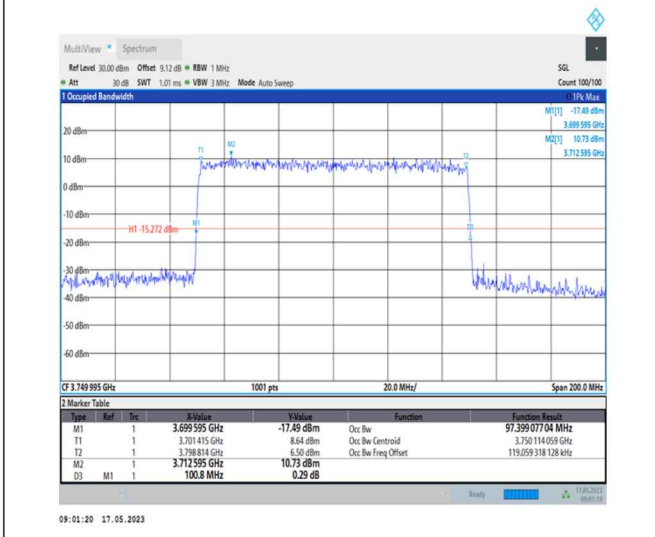 MultiView Spectrum
Ref Level 30.00 dBm Offset 9.12 dB RBW 1 MHz SGL
Att 30 dB SWT 1.01 ms VBW 3 MHz Mode Auto Sweep Count 100/100
1 Occupied Bandwidth 1Pk Max
M1[1] -17.49 dBm
3.699 595 GHz
20 dBm
M2[1] 10.73 dBm
3.712 595 GHz
T1 M2 T2
10 dBm
0 dBm
-10 dBm
M1 D3
H1 -15.272 dBm
-20 dBm
-30 dBm
-40 dBm
-50 dBm
-60 dBm
CF 3.749 995 GHz 1001 pts 20.0 MHz/ Span 200.0 MHz
2 Marker Table
Type Ref Trc X-Value Y-Value Function Function Result
M1 1 3.699 595 GHz -17.49 dBm Occ Bw 97.399 077 04 MHz
T1 1 3.701 415 GHz 8.64 dBm Occ Bw Centroid 3.750 114 059 GHz
T2 1 3.798 814 GHz 6.50 dBm Occ Bw Freq Offset 119.059 318 128 kHz
M2 1 3.712 595 GHz 10.73 dBm
D3 M1 1 100.8 MHz 0.29 dB
Ready 17.05.2023
09:01:19
09:01:20 17.05.2023